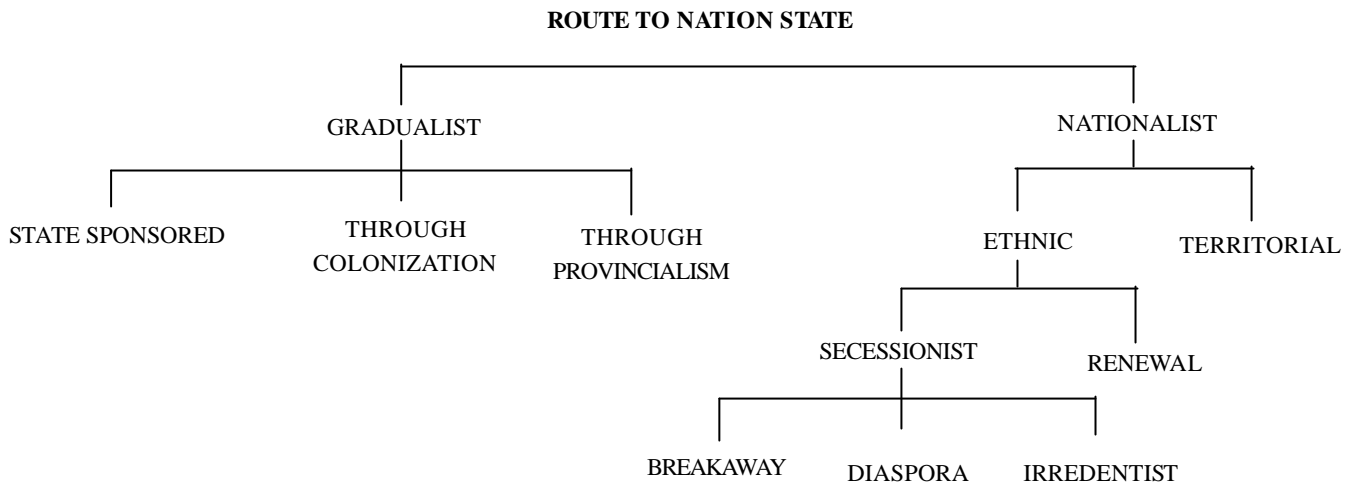 ROUTE TO NATION STATE
GRADUALIST
NATIONALIST
STATE SPONSORED
THROUGH
COLONIZATION
THROUGH
PROVINCIALISM
ETHNIC
TERRITORIAL
SECESSIONIST
RENEWAL
BREAKAWAY
DIASPORA
IRREDENTIST